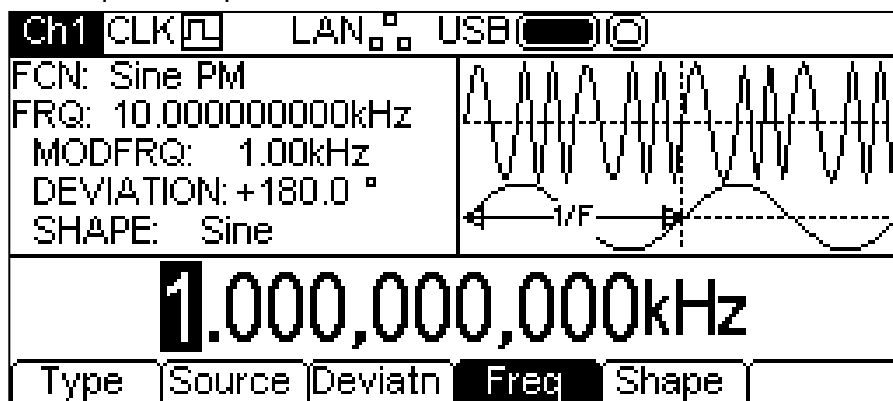 Ch1 CLK LAN USB
FCN: Sine PM
FRQ: 10.000000000kHz
MODFRQ: 1.00kHz
DEVIATION: +180.0 °
SHAPE: Sine
1/F
1.000,000,000kHz
Type Source Deviatn Freq Shape